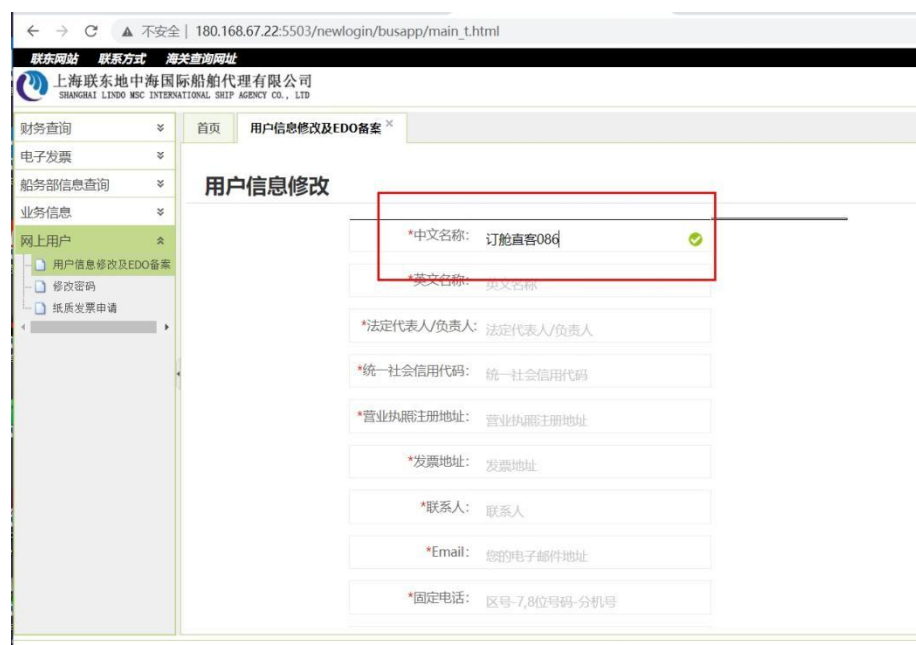 不安全 | 180.168.67.22:5503/newlogin/busapp/main_t.html
联东网站 联系方式 海关查询网址
上海联东地中海国际船舶代理有限公司
SHANGHAI LINDO MSC INTERNATIONAL SHIP AGENCY CO., LTD
财务查询
电子发票
船务部信息查询
业务信息
网上用户
用户信息修改及EDO备案
修改密码
纸质发票申请
首页 用户信息修改及EDO备案
用户信息修改
*中文名称: 订舱直客086
*英文名称: 英文名称
*法定代表人/负责人: 法定代表人/负责人
*统一社会信用代码: 统一社会信用代码
*营业执照注册地址: 营业执照注册地址
*发票地址: 发票地址
*联系人: 联系人
*Email: 您的电子邮件地址
*固定电话: 区号-7,8位号码-分机号